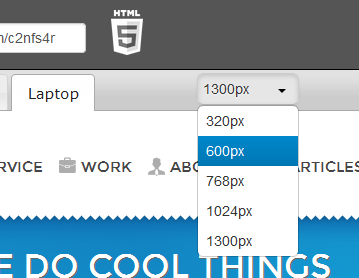 HTML
5
m/c2nfs4r
Laptop
1300px
320px
600px
768px
1024px
1300px
RVICE WORK ABO ARTICLES
E DO COOL THINGS